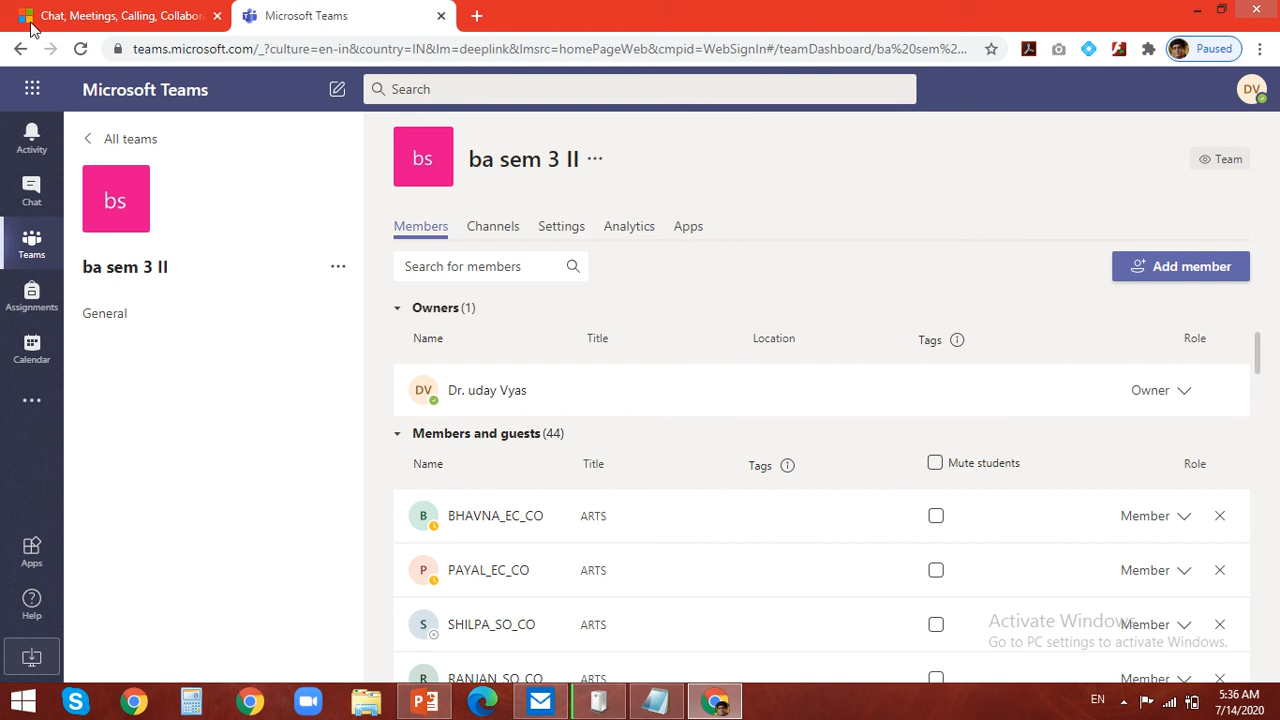 Chat, Meetings, Calling, Collabor
Microsoft Teams
teams.microsoft.com/_?culture=en-in&country=IN&lm=deeplink&lmsrc=homePageWeb&cmpid=WebSignIn#/teamDashboard/ba%20sem%2...
Paused
Microsoft Teams
Search
DV
Activity
Chat
Teams
Assignments
Calendar
Apps
Help
All teams
bs
ba sem 3 II
General
bs
ba sem 3 II
Team
Members Channels Settings Analytics Apps
Search for members
Add member
Owners (1)
Name Title Location Tags Role
DV Dr. uday Vyas Owner
Members and guests (44)
Name Title Tags Mute students Role
B BHAVNA_EC_CO ARTS Member
P PAYAL_EC_CO ARTS Member
S SHILPA_SO_CO ARTS Member
RANJAN_SO_CO ARTS Member
Activate Windows
Go to PC settings to activate Windows.
EN
5:36 AM
7/14/2020